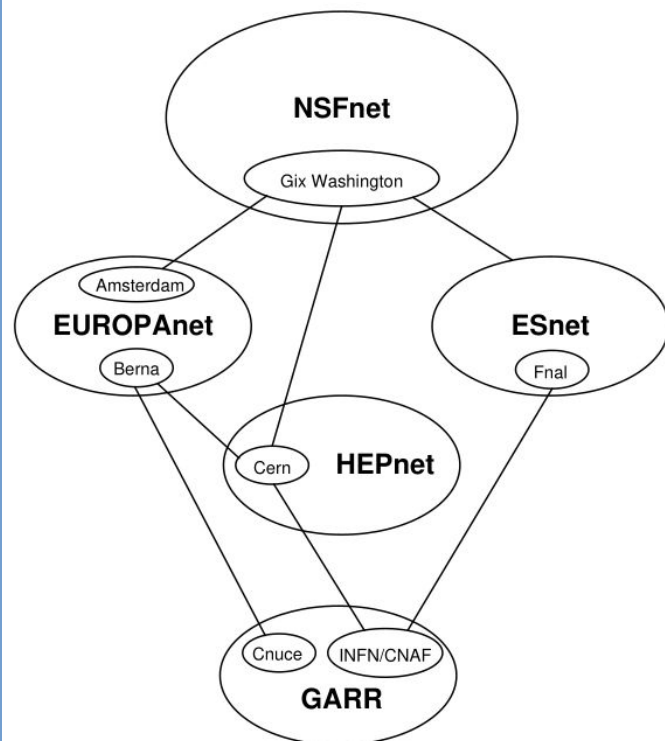 NSFnet
Gix Washington
Amsterdam
EUROPAnet
Berna
ESnet
Fnal
Cern
HEPnet
Cnuce
INFN/CNAF
GARR